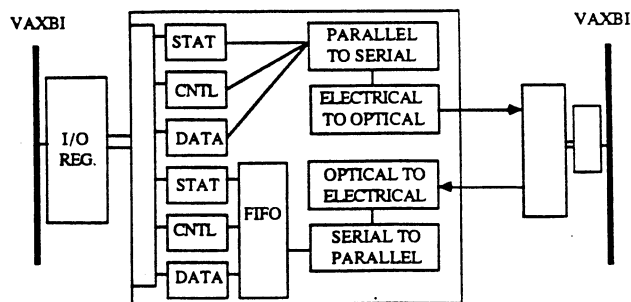 VAXBI
VAXBI
I/O
REG.
STAT
CNTL
DATA
STAT
CNTL
DATA
FIFO
PARALLEL
TO SERIAL
ELECTRICAL
TO OPTICAL
OPTICAL TO
ELECTRICAL
SERIAL TO
PARALLEL